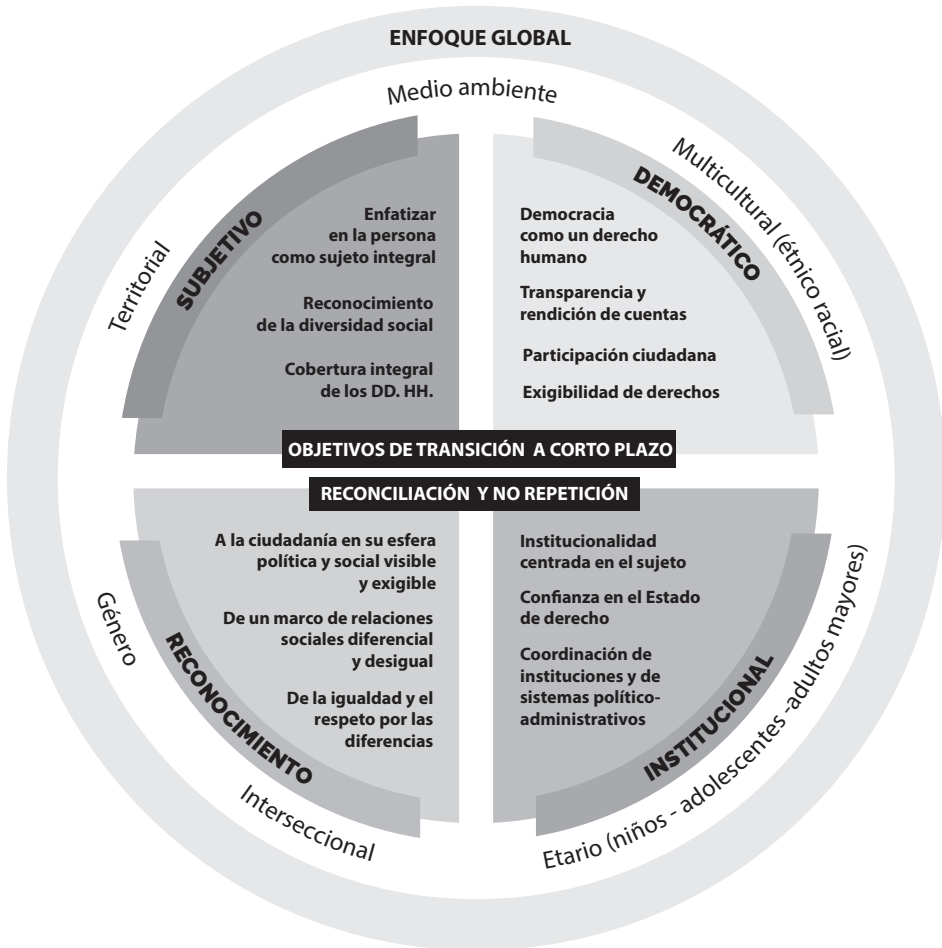 ENFOQUE GLOBAL
Medio ambiente
Multicultural (étnico racial)
Territorial
SUBJETIVO
Enfatizar
en la persona
como sujeto integral
Reconocimiento
de la diversidad social
Cobertura integral
de los DD. HH.
DEMOCRÁTICO
Democracia
como un derecho
humano
Transparencia y
rendición de cuentas
Participación ciudadana
Exigibilidad de derechos
OBJETIVOS DE TRANSICIÓN A CORTO PLAZO
RECONCILIACIÓN Y NO REPETICIÓN
A la ciudadanía en su esfera
política y social visible
y exigible
De un marco de relaciones
sociales diferencial
y desigual
De la igualdad y el
respeto por las
diferencias
RECONOCIMIENTO
Género
Interseccional
Institucionalidad
centrada en el sujeto
Confianza en el Estado
de derecho
Coordinación de
instituciones y de
sistemas político-
administrativos
INSTITUCIONAL
Etario (niños - adolescentes -adultos mayores)